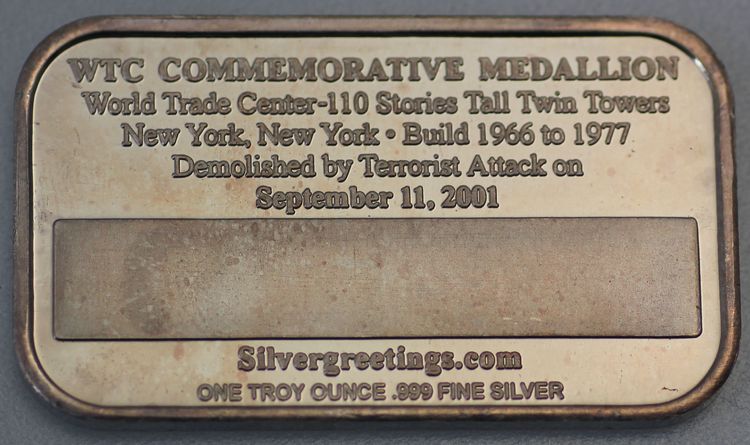 WTC COMMEMORATIVE MEDALLION
World Trade Center-110 Stories Tall Twin Towers
New York, New York • Build 1966 to 1977
Demolished by Terrorist Attack on
September 11, 2001
Silvergreetings.com
ONE TROY OUNCE .999 FINE SILVER